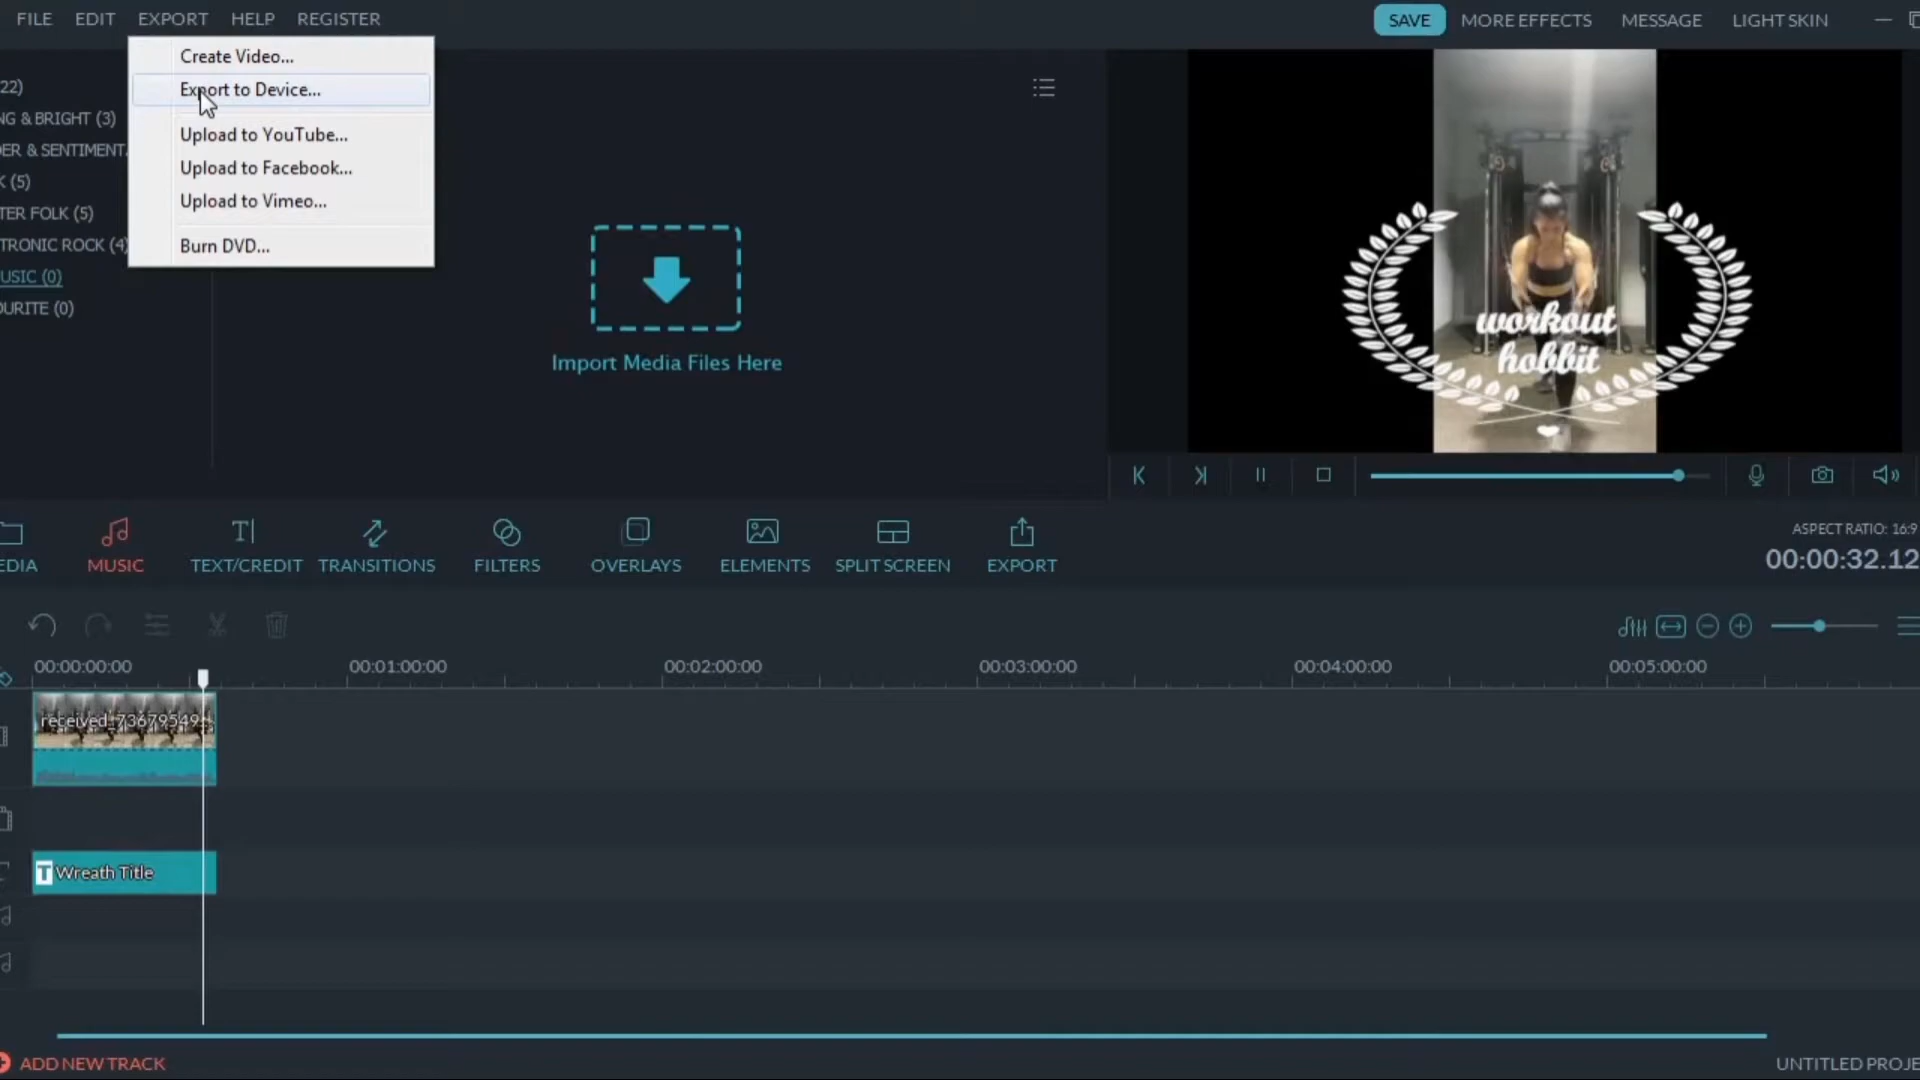 FILE EDIT EXPORT HELP REGISTER
SAVE MORE EFFECTS MESSAGE LIGHT SKIN
Create Video...
Export to Device...
Upload to YouTube...
Upload to Facebook...
Upload to Vimeo...
Burn DVD...
22)
NG & BRIGHT (3)
ER & SENTIMENT.
K (5)
TER FOLK (5)
TRONIC ROCK (4)
USIC (0)
OURITE (0)
Import Media Files Here
workout
hobbit
EDIA MUSIC TEXT/CREDIT TRANSITIONS FILTERS OVERLAYS ELEMENTS SPLIT SCREEN EXPORT
ASPECT RATIO: 16:9
00:00:32.12
00:00:00:00 00:01:00:00 00:02:00:00 00:03:00:00 00:04:00:00 00:05:00:00
received_73679549
T Wreath Title
ADD NEW TRACK
UNTITLED PROJE